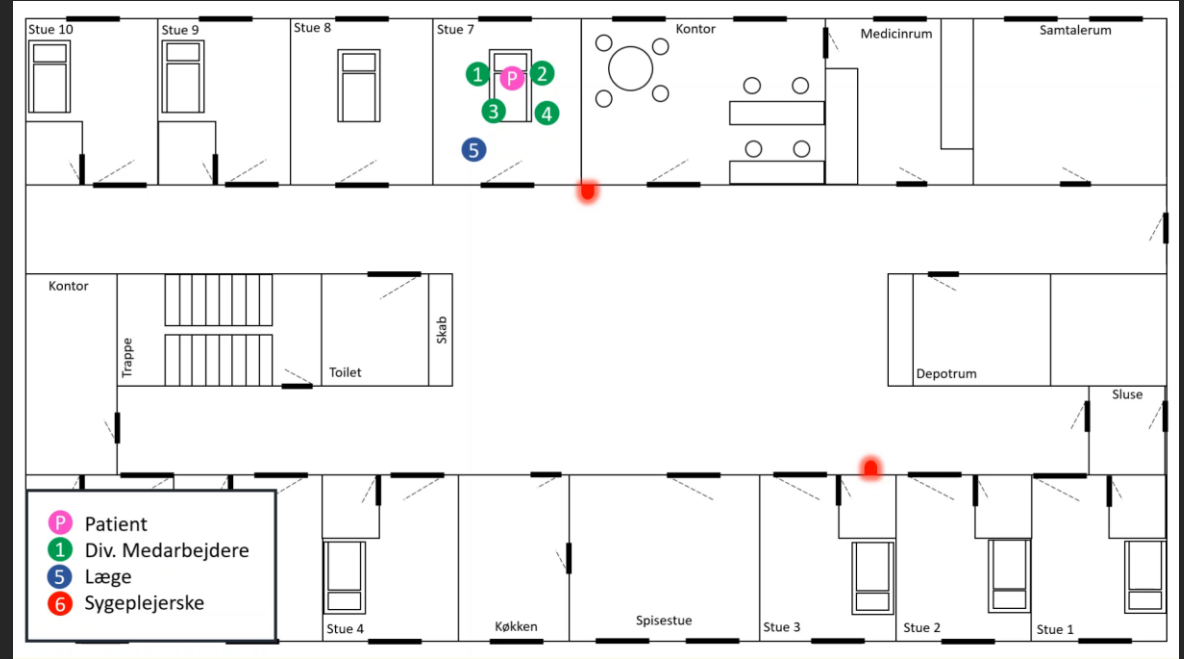 Stue 10
Stue 9
Stue 8
Stue 7
Kontor
Medicinrum
Samtalerum
1
P
2
3
4
5
Kontor
Trappe
Toilet
Skab
Depotrum
Sluse
P Patient
1 Div. Medarbejdere
5 Læge
6 Sygeplejerske
Stue 4
Køkken
Spisestue
Stue 3
Stue 2
Stue 1